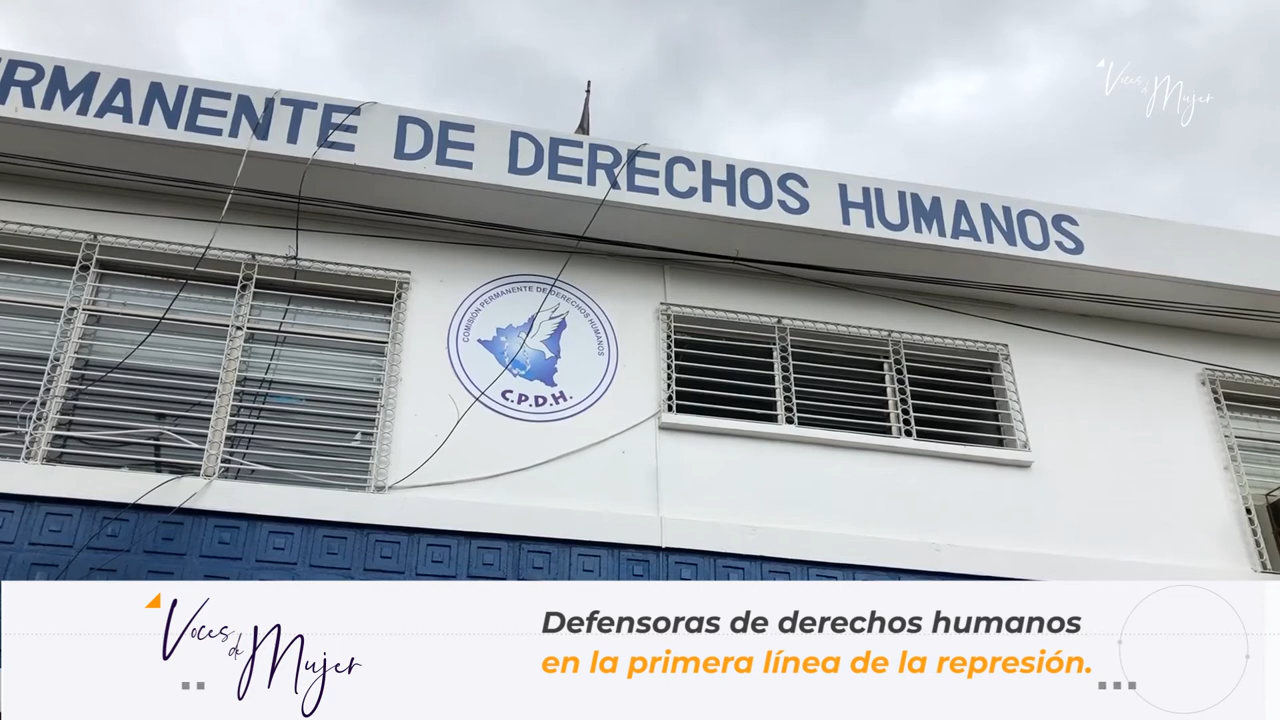 RMANENTE DE DERECHOS HUMANOS
Voces de Mujer
COMISIÓN PERMANENTE DE DERECHOS HUMANOS
C.P.D.H.
Voces de Mujer
Defensoras de derechos humanos
en la primera línea de la represión.